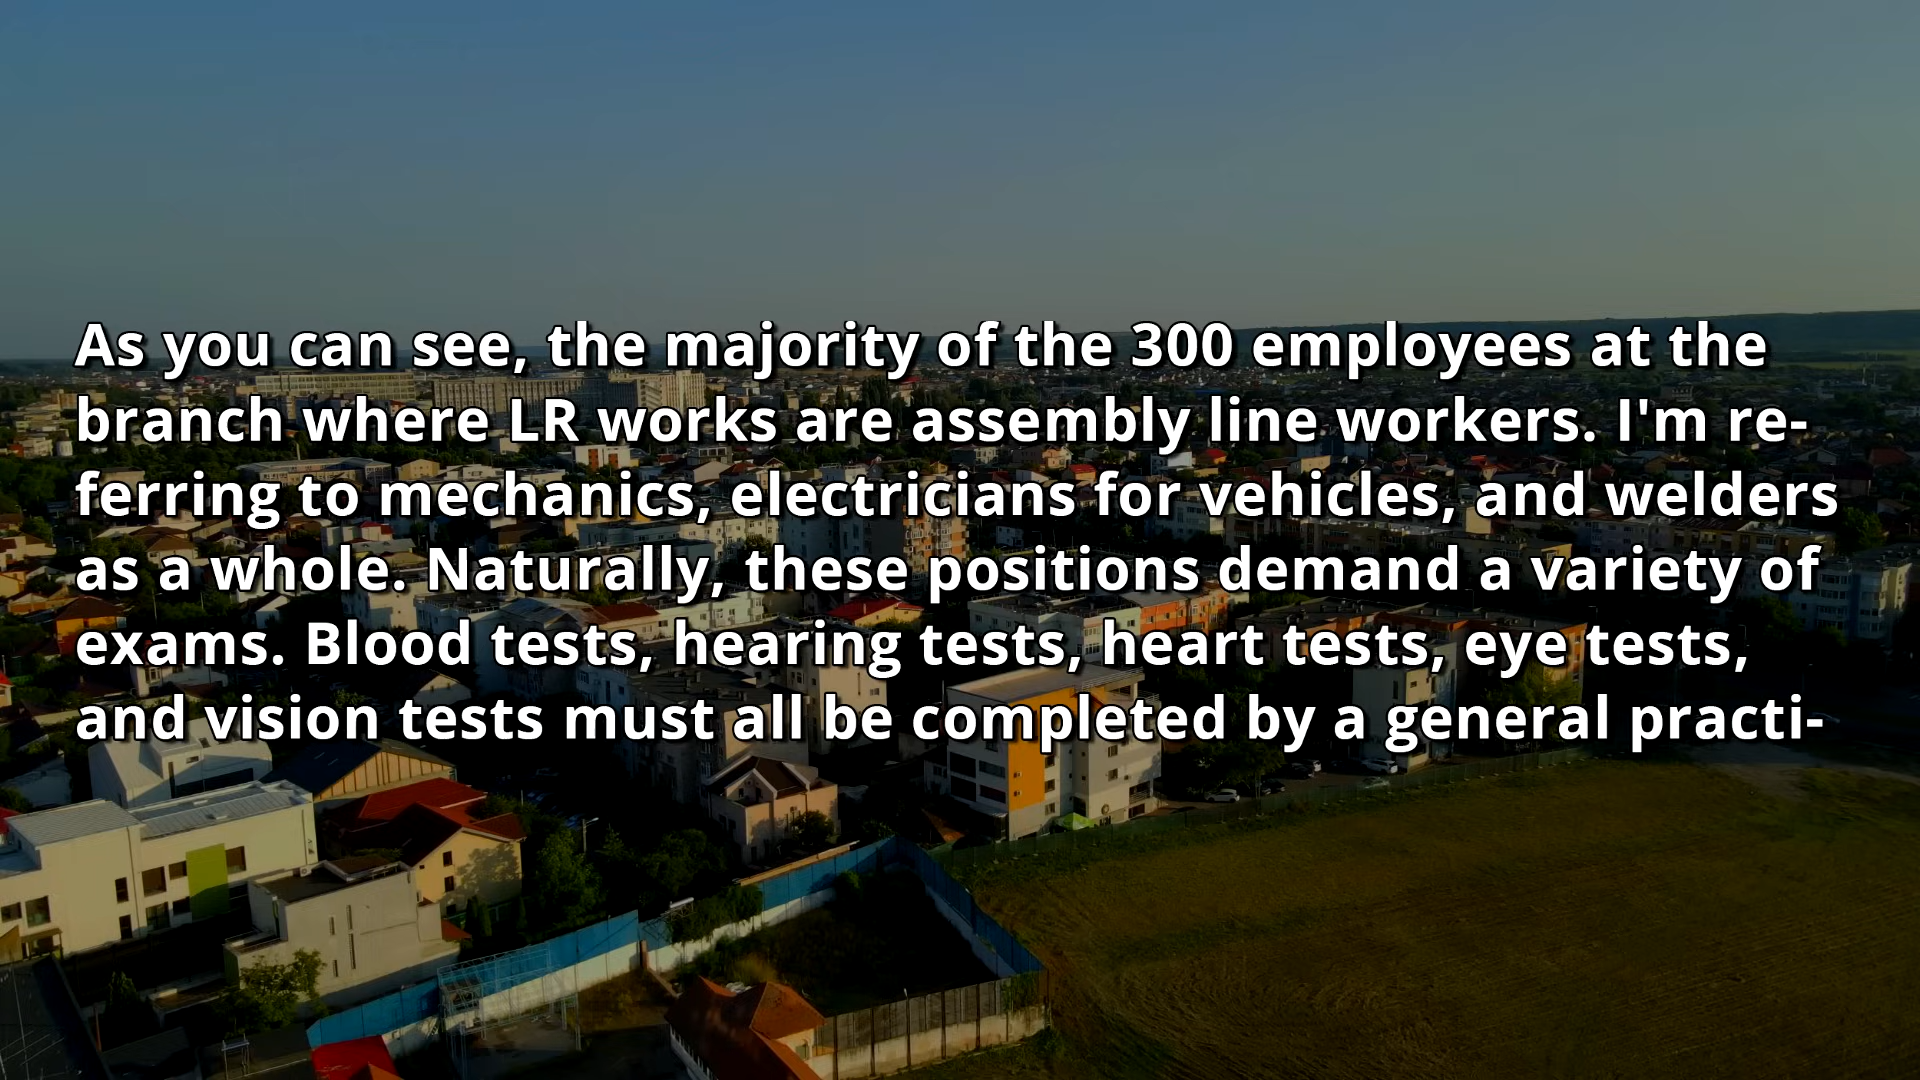 As you can see, the majority of the 300 employees at the
branch where LR works are assembly line workers. I'm re-
ferring to mechanics, electricians for vehicles, and welders
as a whole. Naturally, these positions demand a variety of
exams. Blood tests, hearing tests, heart tests, eye tests,
and vision tests must all be completed by a general practi-